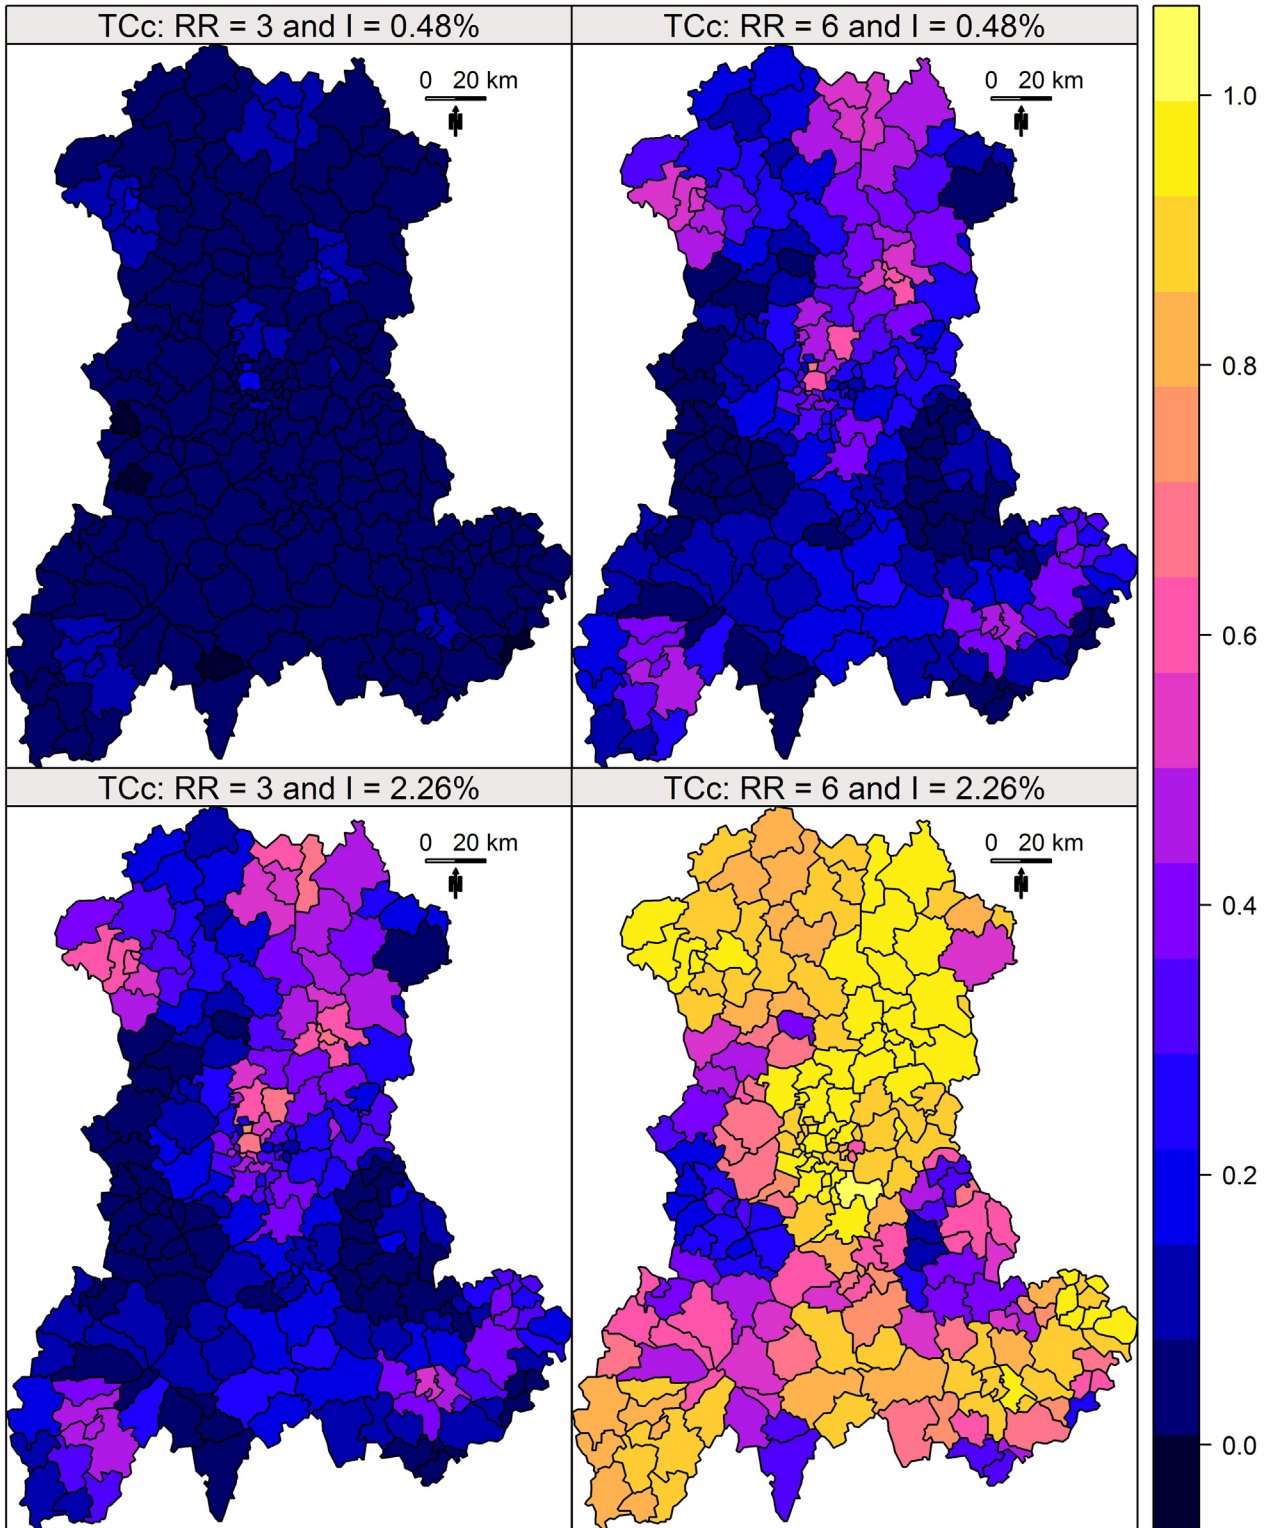 TCc: RR = 3 and I = 0.48%
TCc: RR = 6 and I = 0.48%
0 20 km
N
0 20 km
N
TCc: RR = 3 and I = 2.26%
TCc: RR = 6 and I = 2.26%
0 20 km
N
0 20 km
N
1.0
0.8
0.6
0.4
0.2
0.0